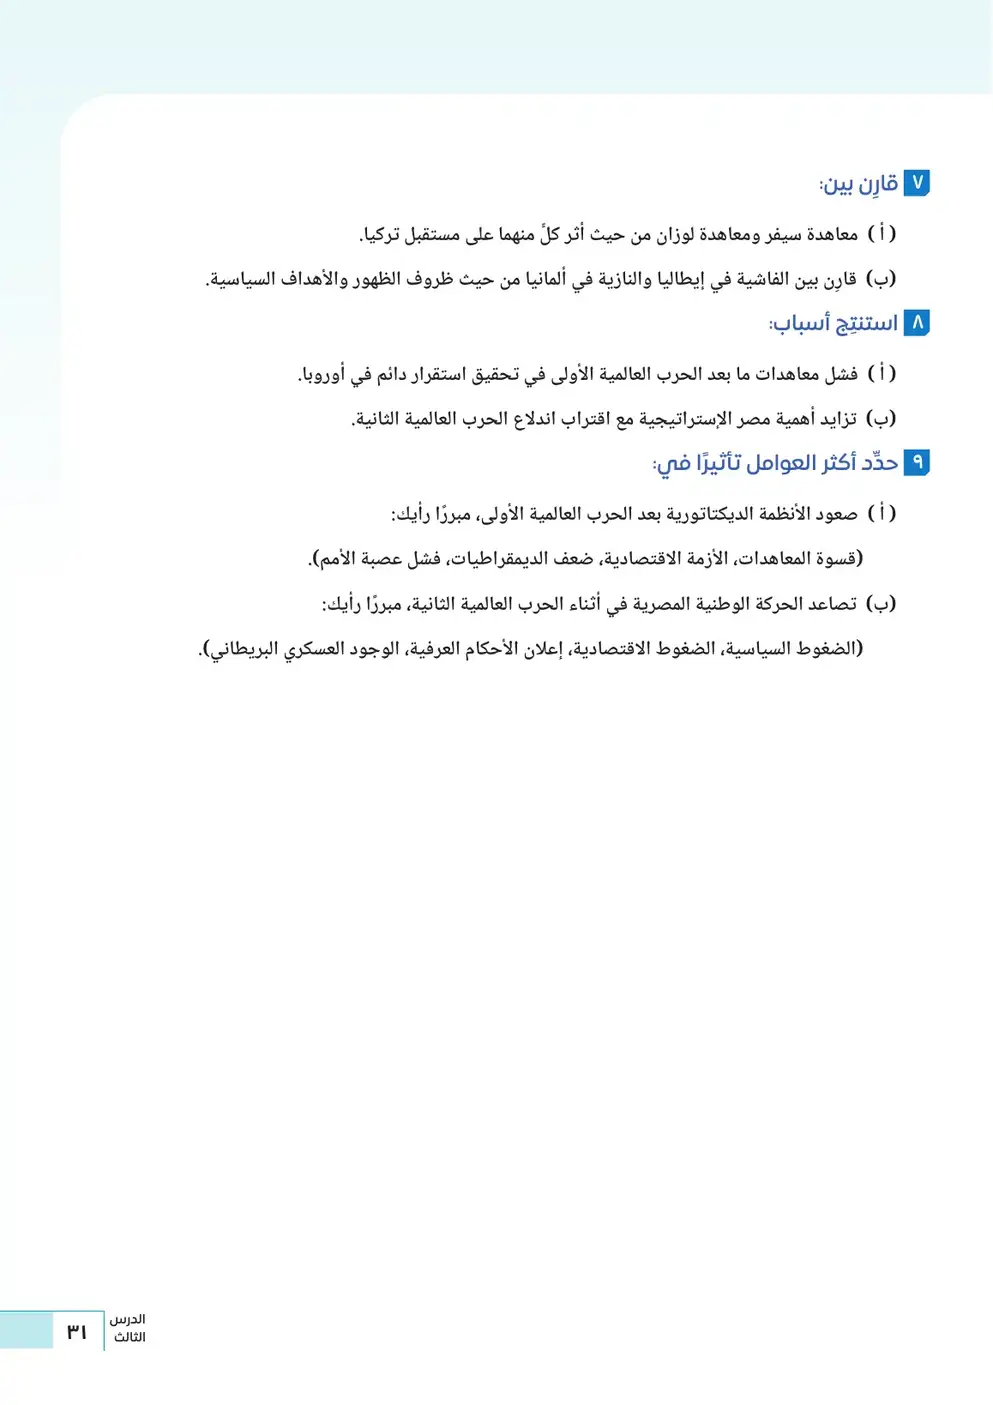 ٧ قارِن بين:
( أ ) معاهدة سيفر ومعاهدة لوزان من حيث أثر كلً منهما على مستقبل تركيا.
(ب) قارِن بين الفاشية في إيطاليا والنازية في ألمانيا من حيث ظروف الظهور والأهداف السياسية.
٨ استنتِج أسباب:
( أ ) فشل معاهدات ما بعد الحرب العالمية الأولى في تحقيق استقرار دائم في أوروبا.
(ب) تزايد أهمية مصر الإستراتيجية مع اقتراب اندلاع الحرب العالمية الثانية.
٩ حدِّد أكثر العوامل تأثيرًا في:
( أ ) صعود الأنظمة الديكتاتورية بعد الحرب العالمية الأولى، مبررًا رأيك:
(قسوة المعاهدات، الأزمة الاقتصادية، ضعف الديمقراطيات، فشل عصبة الأمم).
(ب) تصاعد الحركة الوطنية المصرية في أثناء الحرب العالمية الثانية، مبررًا رأيك:
(الضغوط السياسية، الضغوط الاقتصادية، إعلان الأحكام العرفية، الوجود العسكري البريطاني).
الدرس
الثالث
٣١